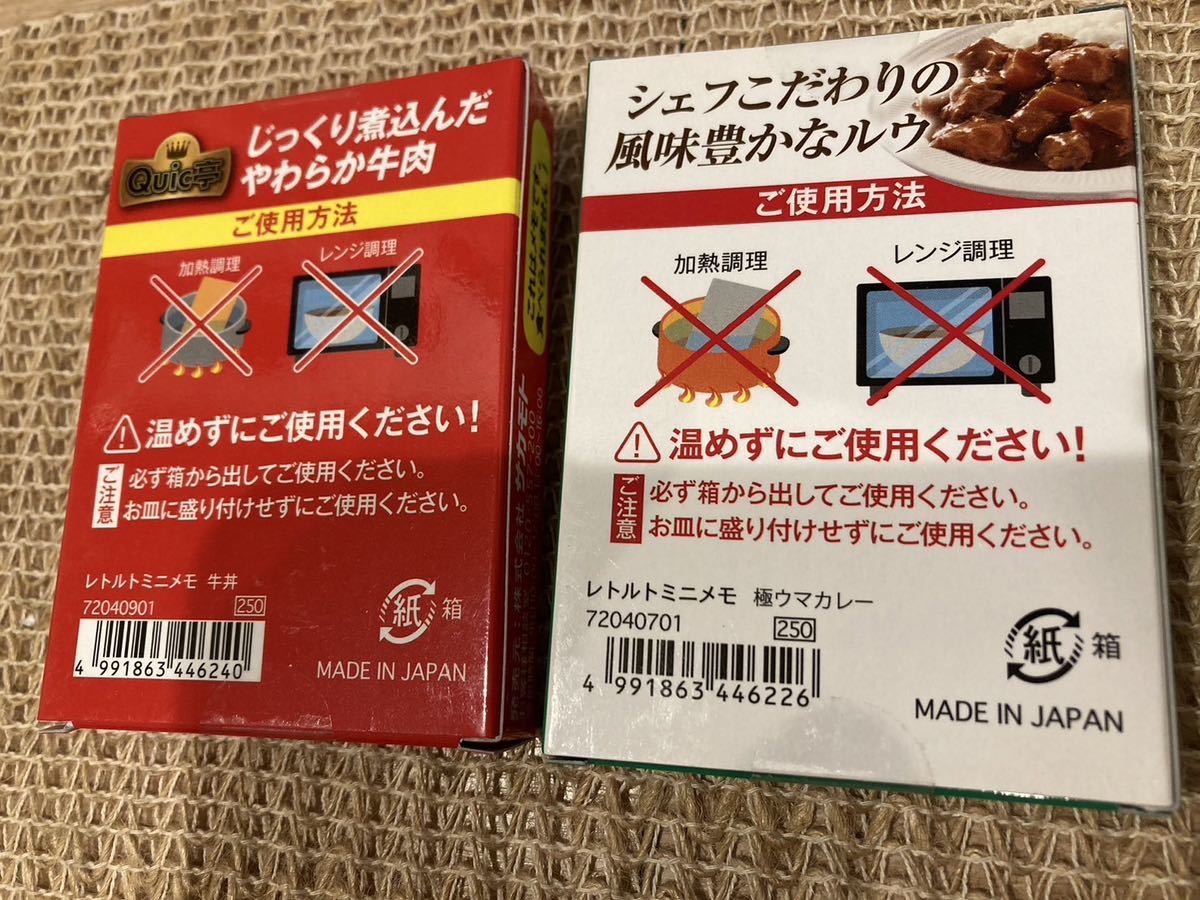 Quic亭
じっくり煮込んだ
やわらか牛肉
ご使用方法
加熱調理
レンジ調理
温めずにご使用ください!
ご注意
必ず箱から出してご使用ください。
お皿に盛り付けせずにご使用ください。
レトルトミニメモ 牛丼
72040901
250
4 991863 446240
紙 箱
MADE IN JAPAN
株式会社 サカモト
シェフこだわりの
風味豊かなルウ
ご使用方法
加熱調理
レンジ調理
温めずにご使用ください!
ご注意
必ず箱から出してご使用ください。
お皿に盛り付けせずにご使用ください。
レトルトミニメモ 極ウマカレー
72040701
250
4 991863 446226
紙 箱
MADE IN JAPAN